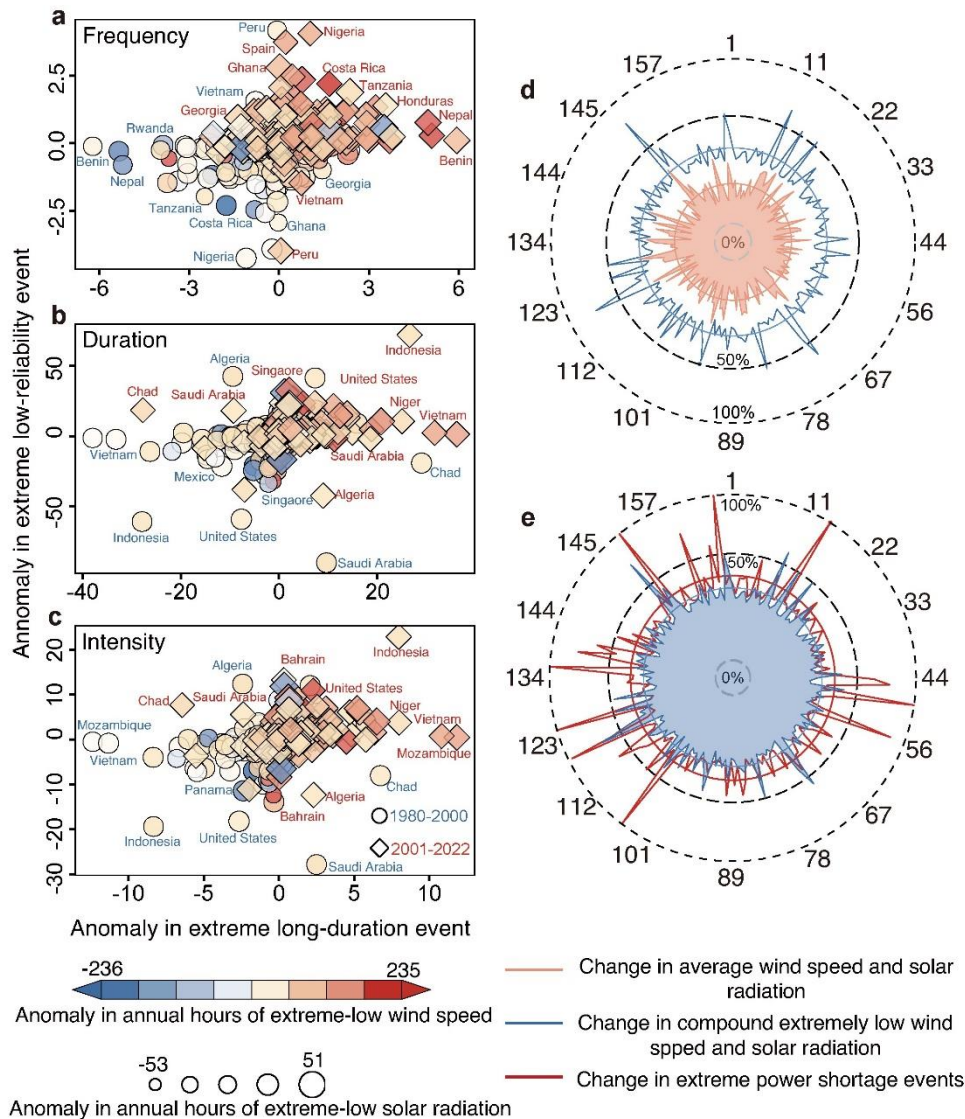 a
Frequency
Peru
Nigeria
Spain
Ghana
Costa Rica
Vietnam
Tanzania
Georgia
Honduras
Rwanda
Nepal
Benin
Benin
Nepal
Georgia
Vietnam
Tanzania
Costa Rica
Ghana
Nigeria
Peru
2.5
0.0
2.5
-6
-3
0
3
6
b
Duration
Indonesia
Algeria
Singaore
United States
Chad
Saudi Arabia
Niger
Vietnam
Vietnam
Saudi Arabia
Mexico
Chad
Singaore
Algeria
Indonesia
United States
Saudi Arabia
50
0
-50
-40
-20
0
20
c
Intensity
Indonesia
Algeria
Bahrain
Chad
Saudi Arabia
United States
Niger
Mozambique
Vietnam
Vietnam
Mozambique
Panama
Chad
Algeria
Bahrain
1980-2000
Indonesia
United States
2001-2022
Saudi Arabia
20
10
0
-10
-20
-30
-10
-5
0
5
10
Annomaly in extreme low-reliability event
Anomaly in extreme long-duration event
-236
235
Anomaly in annual hours of extreme-low wind speed
-53
51
Anomaly in annual hours of extreme-low solar radiation
d
1
11
22
33
44
56
67
78
89
101
112
123
134
144
145
157
0%
50%
100%
e
1
11
22
33
44
56
67
78
89
101
112
123
134
144
145
157
100%
50%
0%
Change in average wind speed and solar
radiation
Change in compound extremely low wind
spped and solar radiation
Change in extreme power shortage events